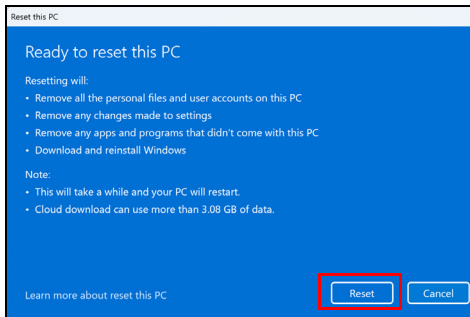 Reset this PC
Ready to reset this PC
Resetting will:
• Remove all the personal files and user accounts on this PC
• Remove any changes made to settings
• Remove any apps and programs that didn't come with this PC
• Download and reinstall Windows
Note:
• This will take a while and your PC will restart.
• Cloud download can use more than 3.08 GB of data.
Learn more about reset this PC
Reset
Cancel